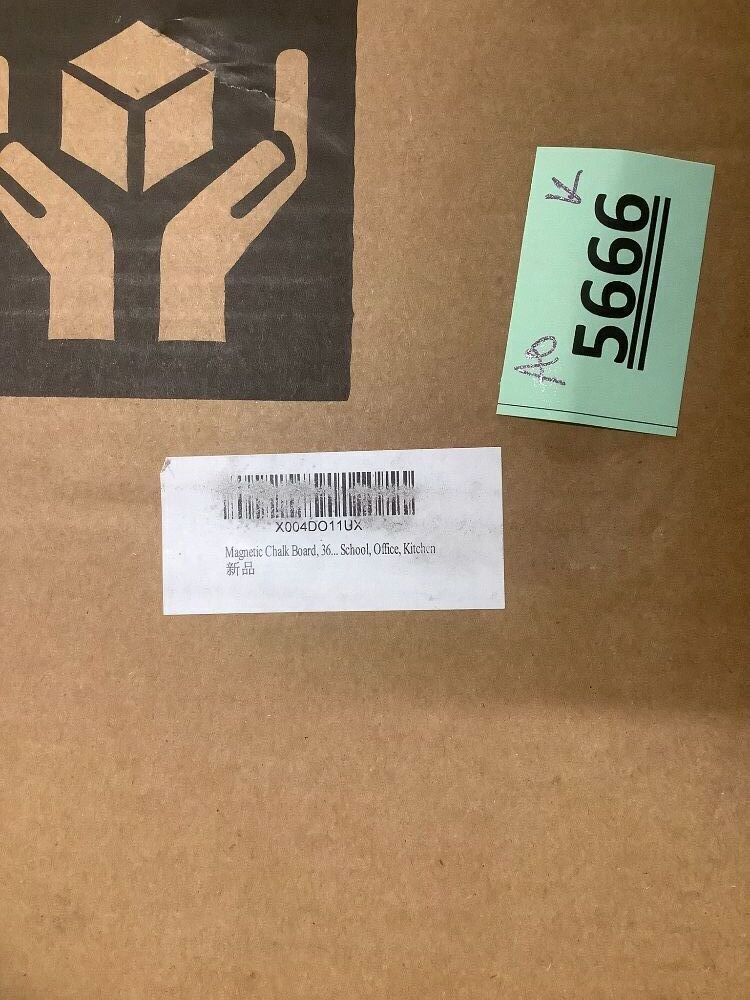 5666
X004DO11UX
Magnetic Chalk Board, 36... School, Office, Kitchen
新品